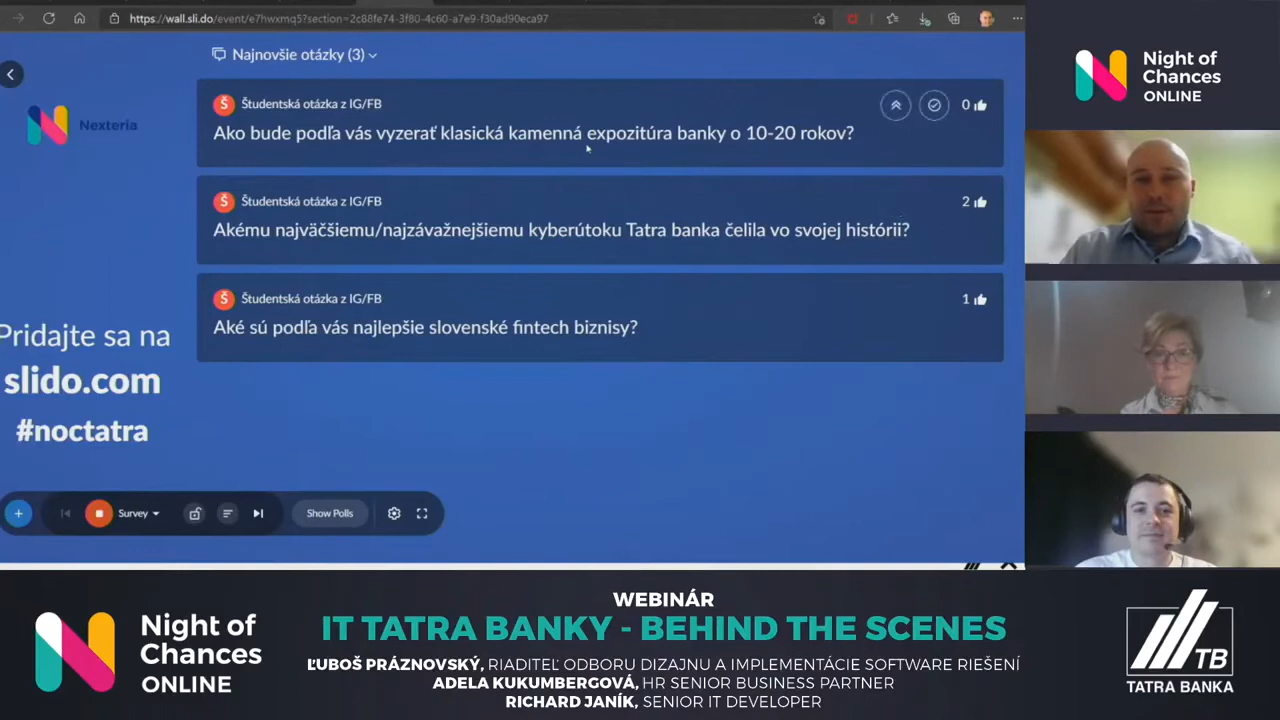 https://wall.sli.do/event/e7hwxmq5?section=2c88fe74-3f80-4c60-a7e9-f30ad90eca97
Najnovšie otázky (3)
Nexteria
Š Študentská otázka z IG/FB
0
Ako bude podľa vás vyzerať klasická kamenná expozitúra banky o 10-20 rokov?
Š Študentská otázka z IG/FB
2
Akému najväčšiemu/najzávažnejšiemu kyberútoku Tatra banka čelila vo svojej histórii?
Š Študentská otázka z IG/FB
1
Aké sú podľa vás najlepšie slovenské fintech biznisy?
Pridajte sa na
slido.com
#noctatra
Survey
Show Polls
Night of
Chances
ONLINE
Night of
Chances
ONLINE
WEBINÁR
IT TATRA BANKY - BEHIND THE SCENES
ĽUBOŠ PRÁZNOVSKÝ, RIADITEĽ ODBORU DIZAJNU A IMPLEMENTÁCIE SOFTWARE RIEŠENÍ
ADELA KUKUMBERGOVÁ, HR SENIOR BUSINESS PARTNER
RICHARD JANÍK, SENIOR IT DEVELOPER
TB
TATRA BANKA